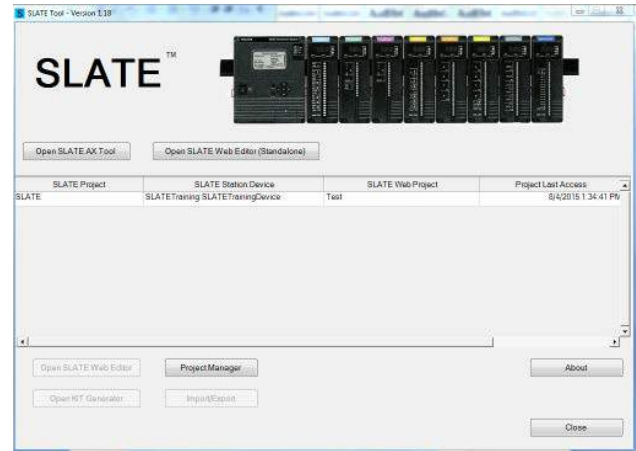 SLATE Tool - Version 1.18
SLATE™
Open SLATE AX Tool
Open SLATE Web Editor (Standalone)
SLATE Project SLATE Station Device SLATE Web Project Project Last Access
SLATE SLATETraining:SLATETrainingDevice Test 8/4/2015 1:34:41 PM
Open SLATE Web Editor Project Manager About
Open KIT Generator Import/Export
Close